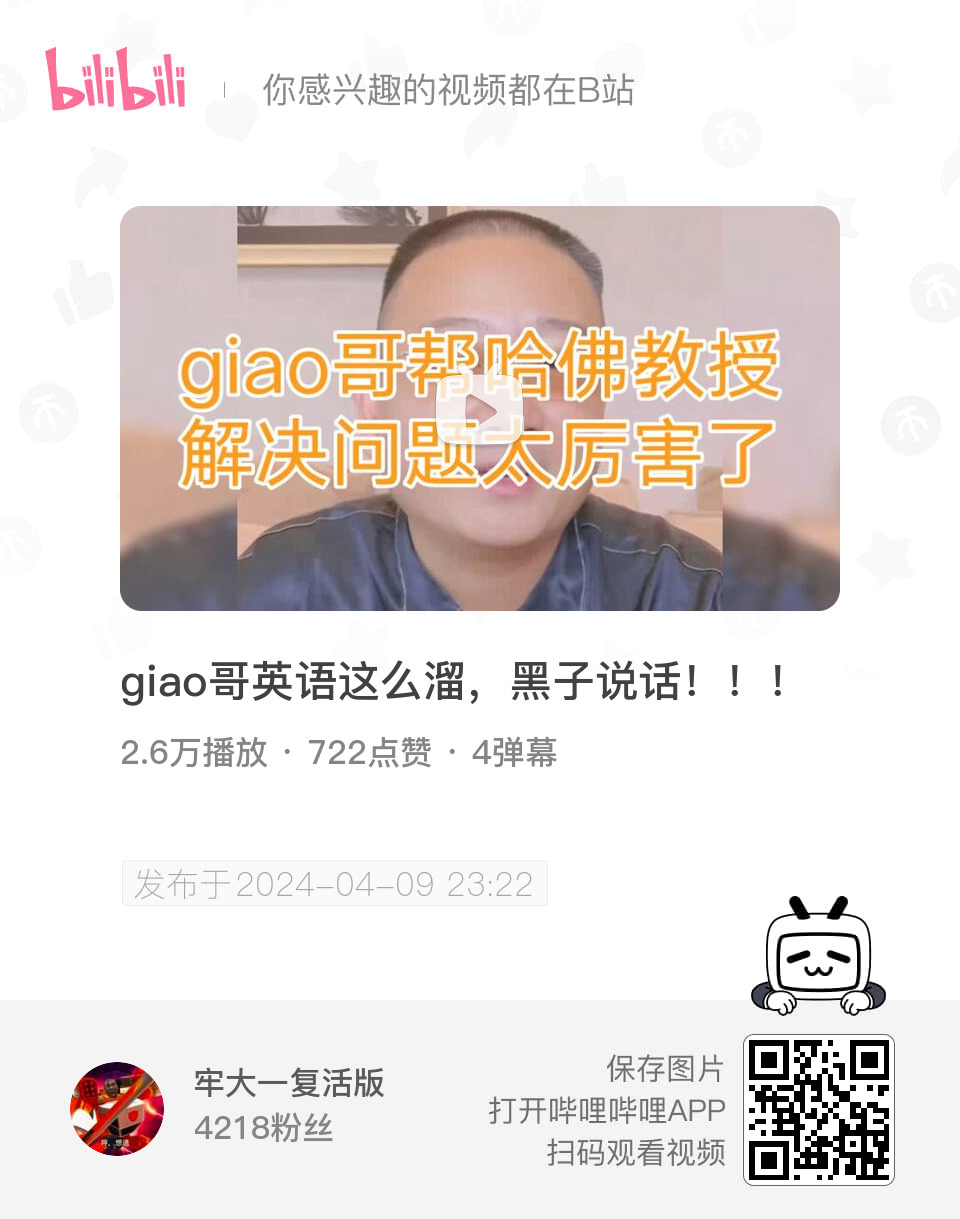 bilibili
你感兴趣的视频都在B站
giao哥帮哈佛教授
解决问题太厉害了
giao哥英语这么溜，黑子说话！！！
2.6万播放 · 722点赞 · 4弹幕
发布于2024-04-09 23:22
牢大一复活版
4218粉丝
保存图片
打开哔哩哔哩APP
扫码观看视频